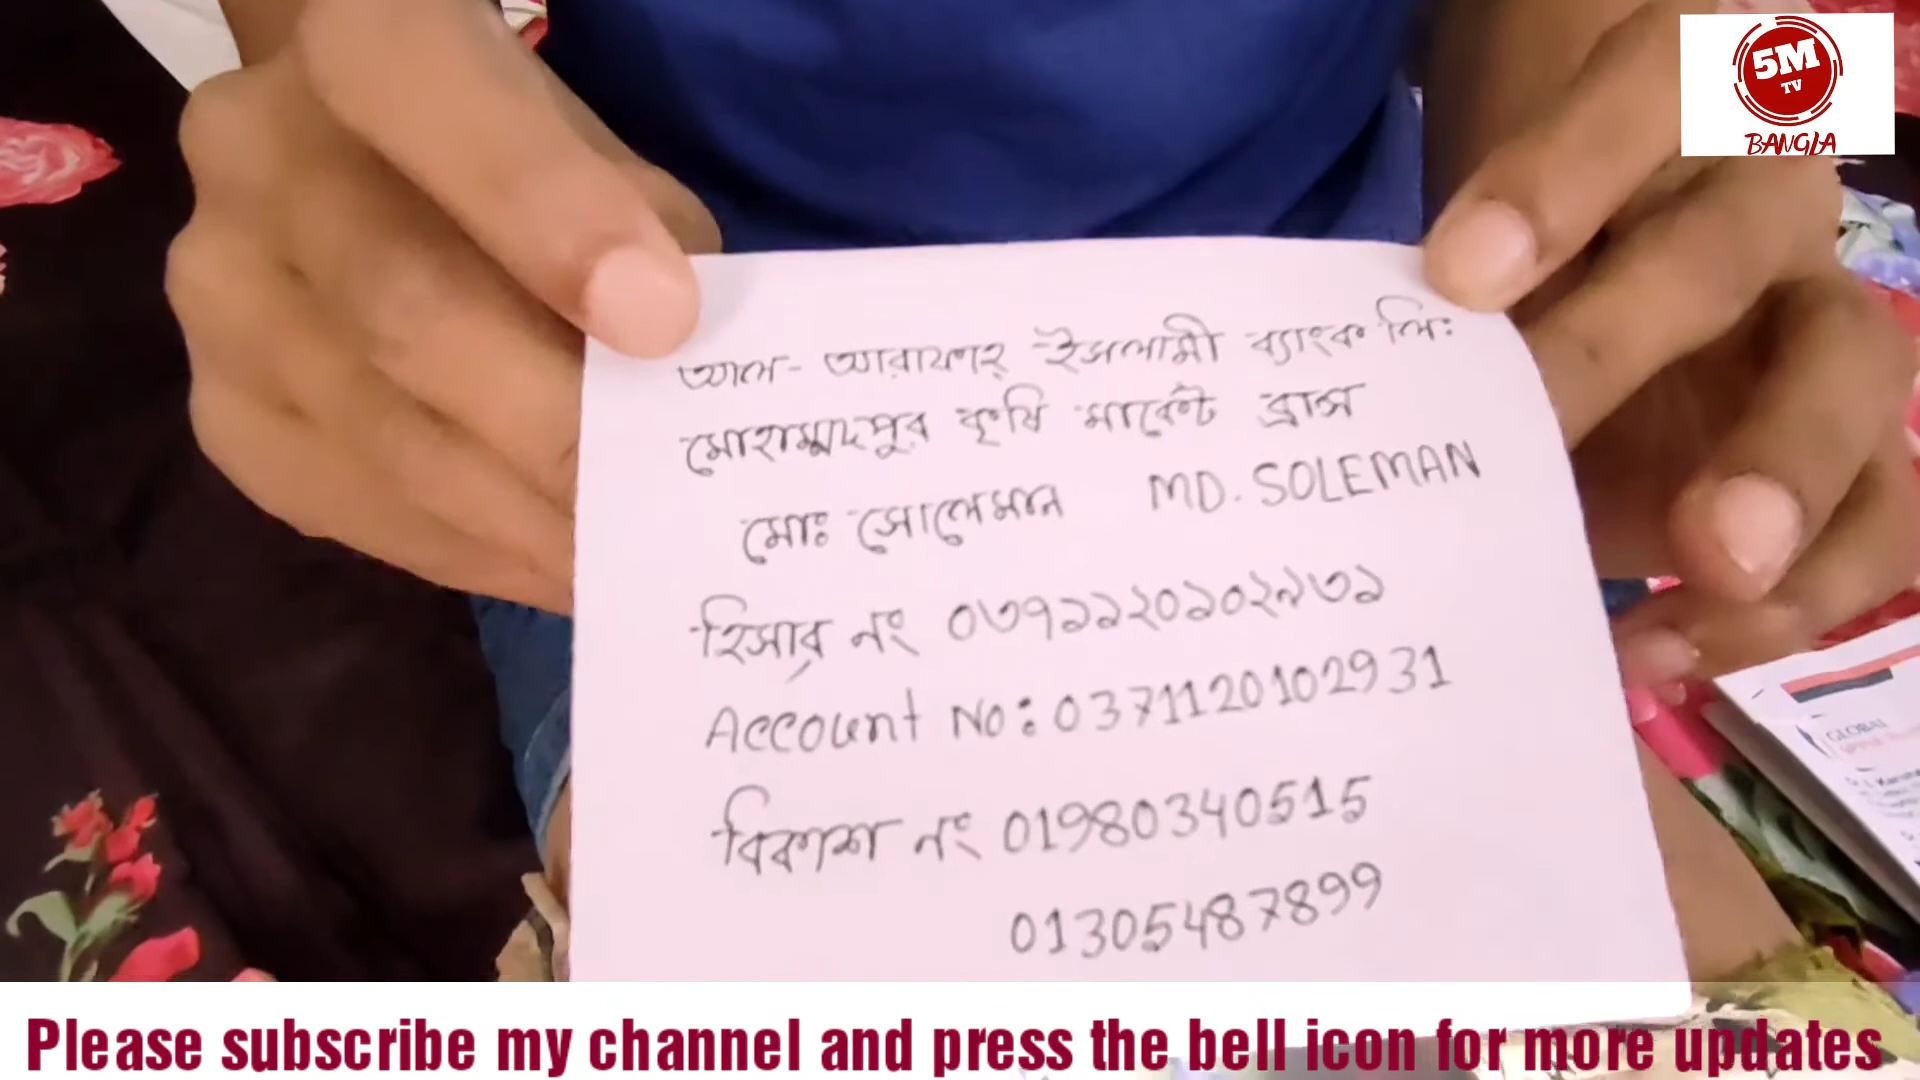 5M
TV
BANGLA
আল- আরাফাহ্ ইসলামী ব্যাংক লিঃ
মোহাম্মদপুর কৃষি মার্কেট ব্রান্স
মোঃ সোলেমান MD. SOLEMAN
হিসাব নং ০৩৭১১২০১০২৯৩১
Account No: 0371120102931
বিকাশ নং 01980340515
01305487899
GLOBAL
Please subscribe my channel and press the bell icon for more updates